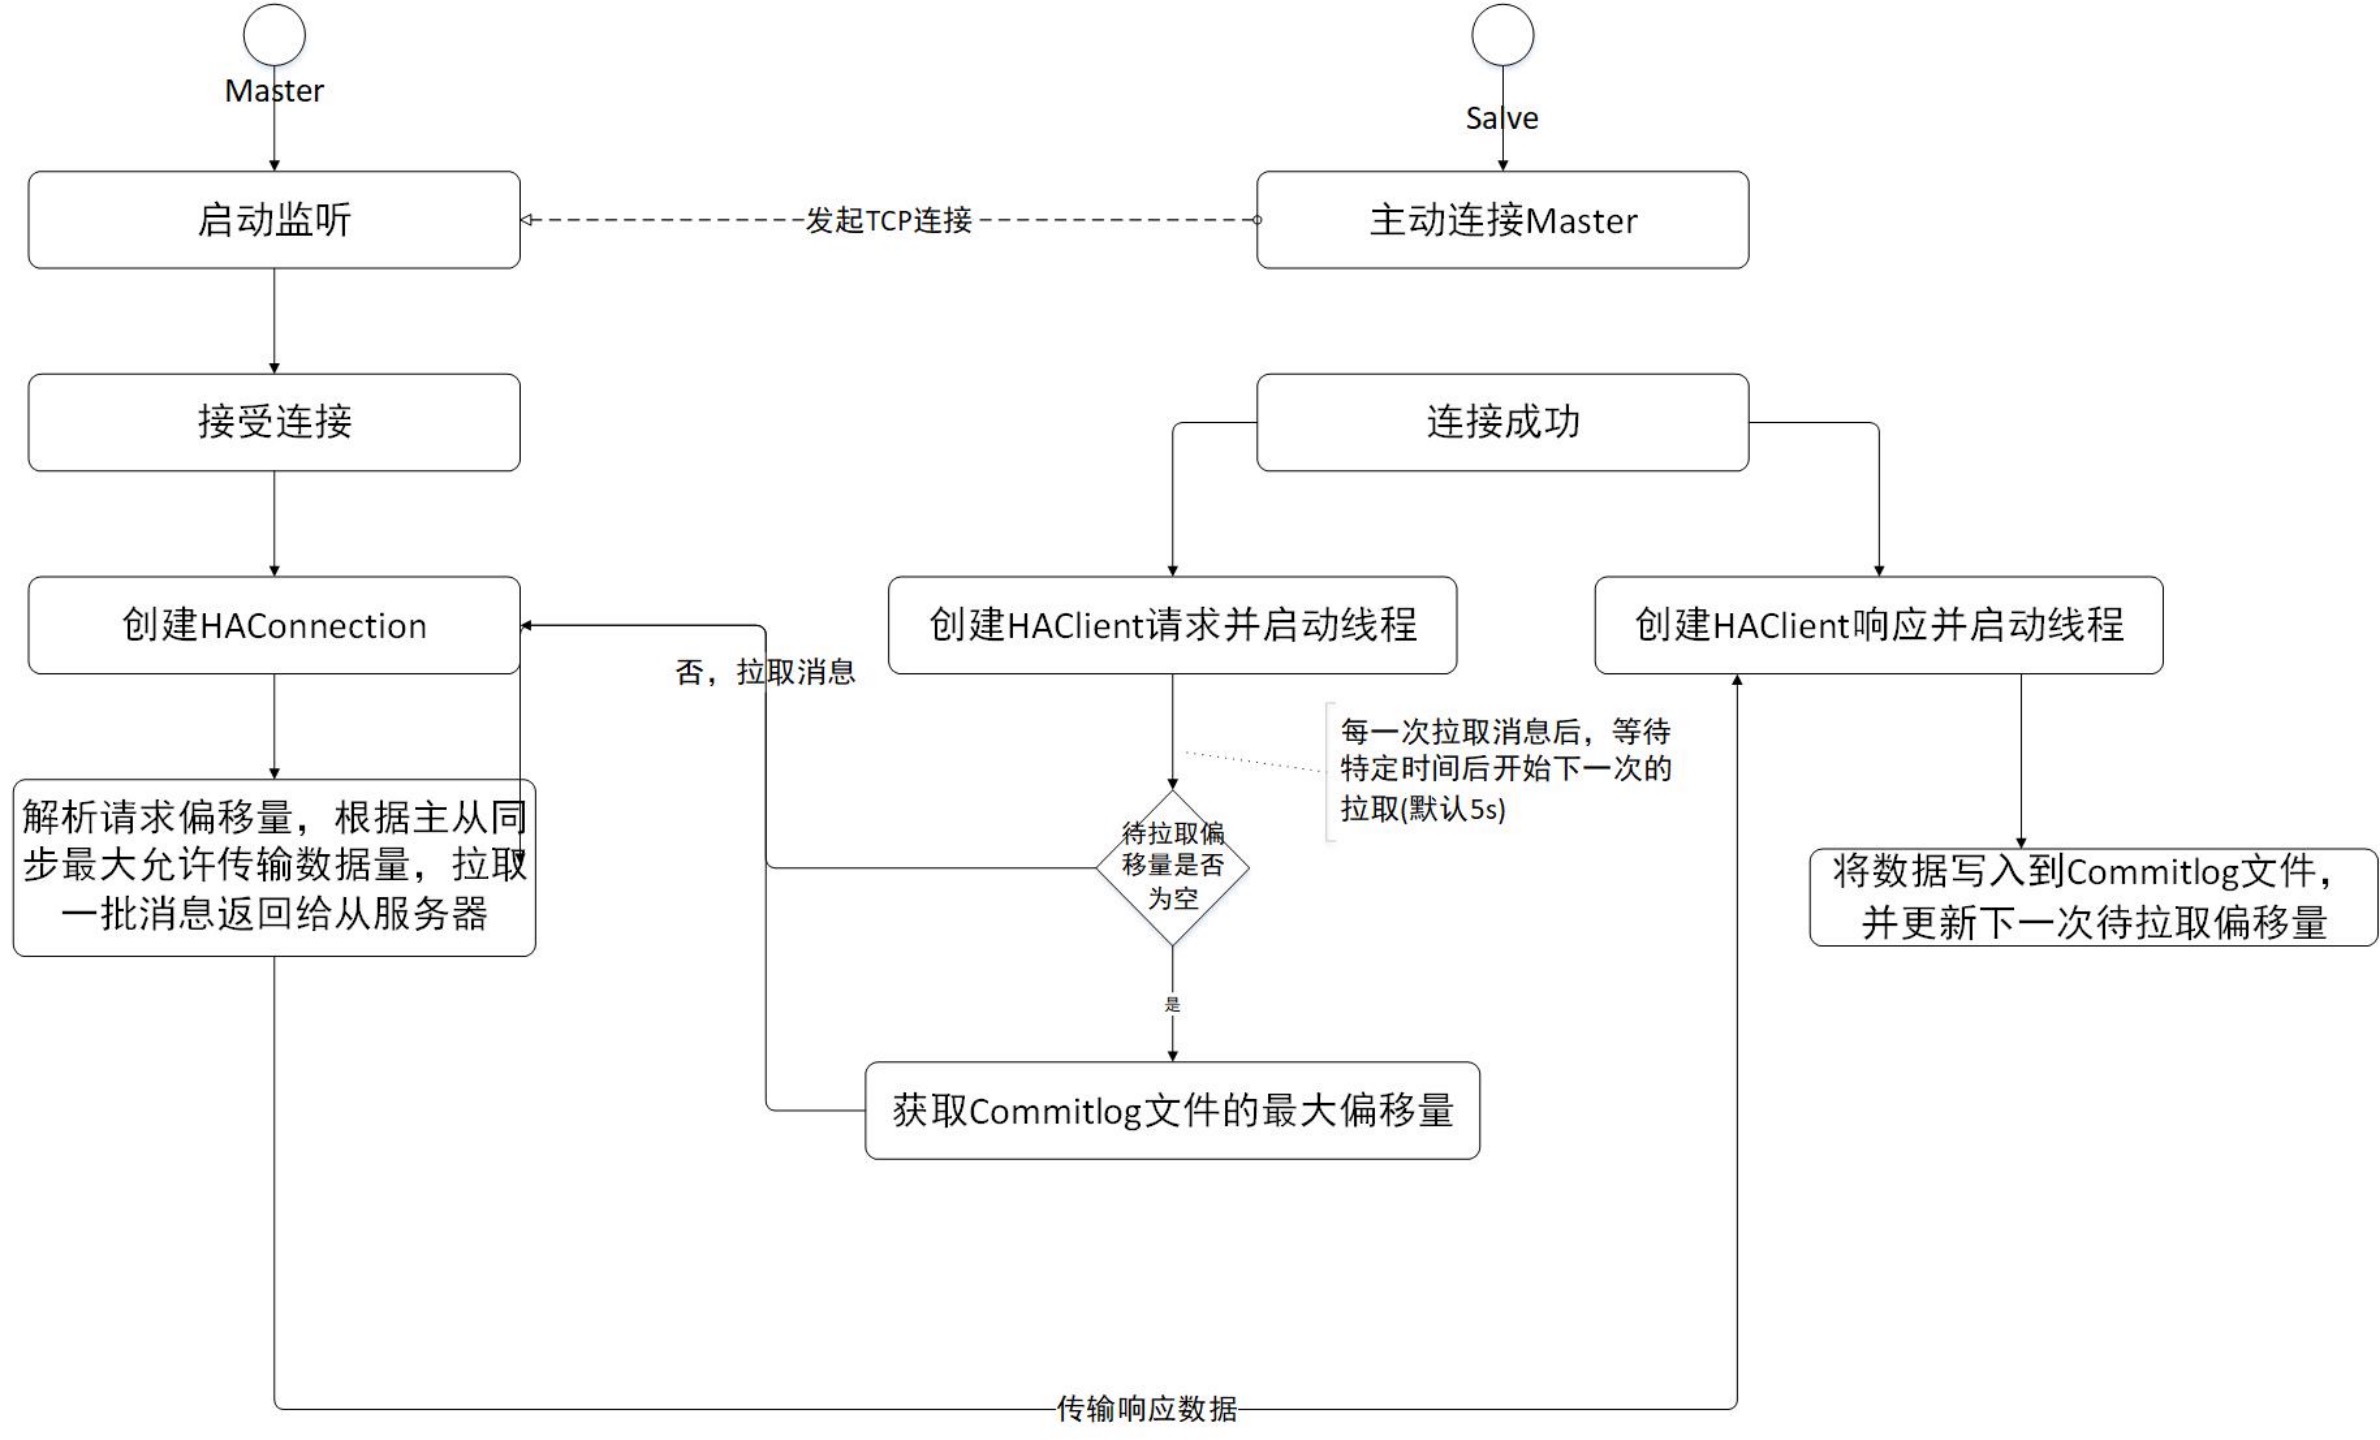 Master
Salve
启动监听
发起TCP连接
主动连接Master
接受连接
连接成功
创建HAConnection
创建HAClient请求并启动线程
创建HAClient响应并启动线程
否，拉取消息
每一次拉取消息后，等待
特定时间后开始下一次的
拉取(默认5s)
解析请求偏移量，根据主从同
步最大允许传输数据量，拉取
一批消息返回给从服务器
待拉取偏
移量是否
为空
将数据写入到Commitlog文件，
并更新下一次待拉取偏移量
是
获取Commitlog文件的最大偏移量
传输响应数据